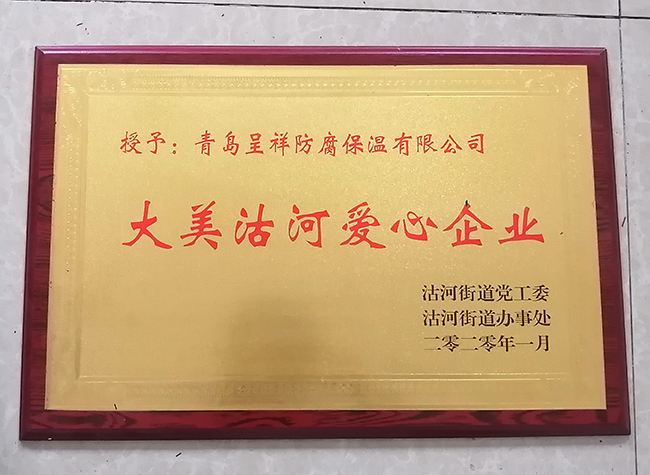 授予：青岛呈祥防腐保温有限公司
大美沽河爱心企业
沽河街道党工委
沽河街道办事处
二零二零年一月